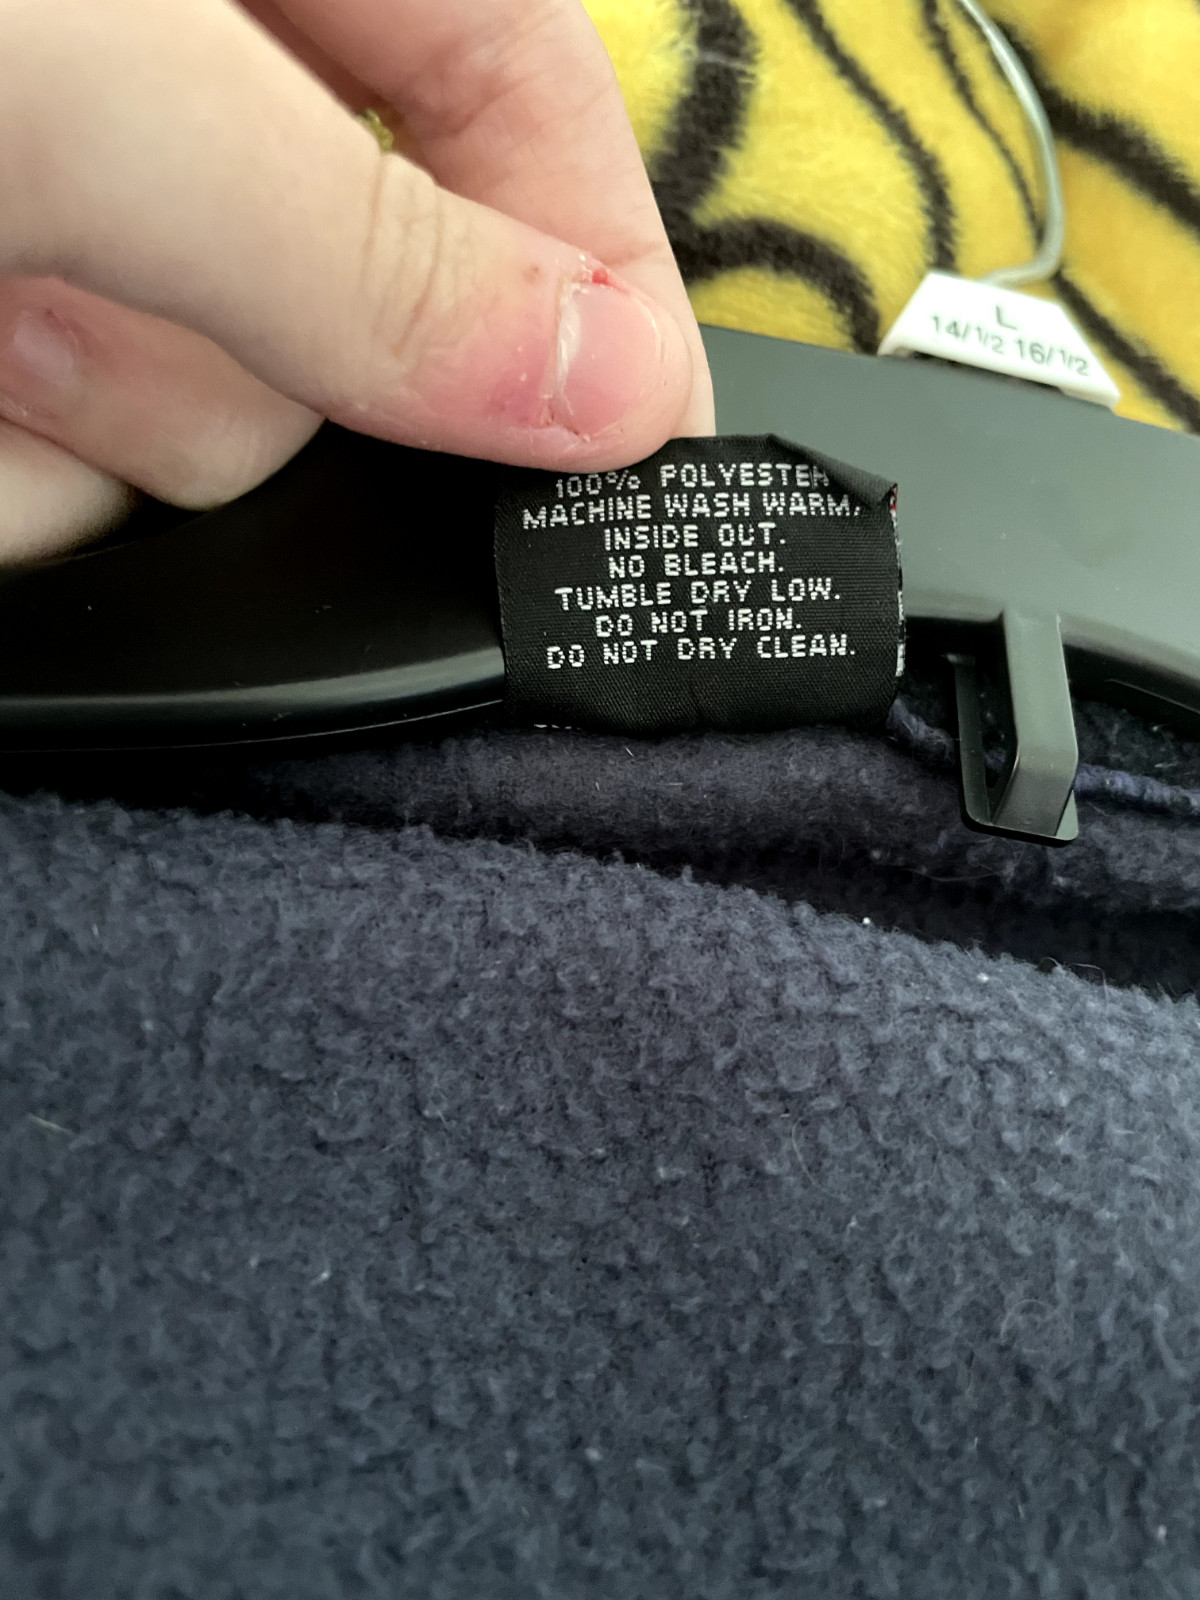 L
14/1/2 16/1/2
100% POLYESTER
MACHINE WASH WARM,
INSIDE OUT.
NO BLEACH.
TUMBLE DRY LOW.
DO NOT IRON.
DO NOT DRY CLEAN.